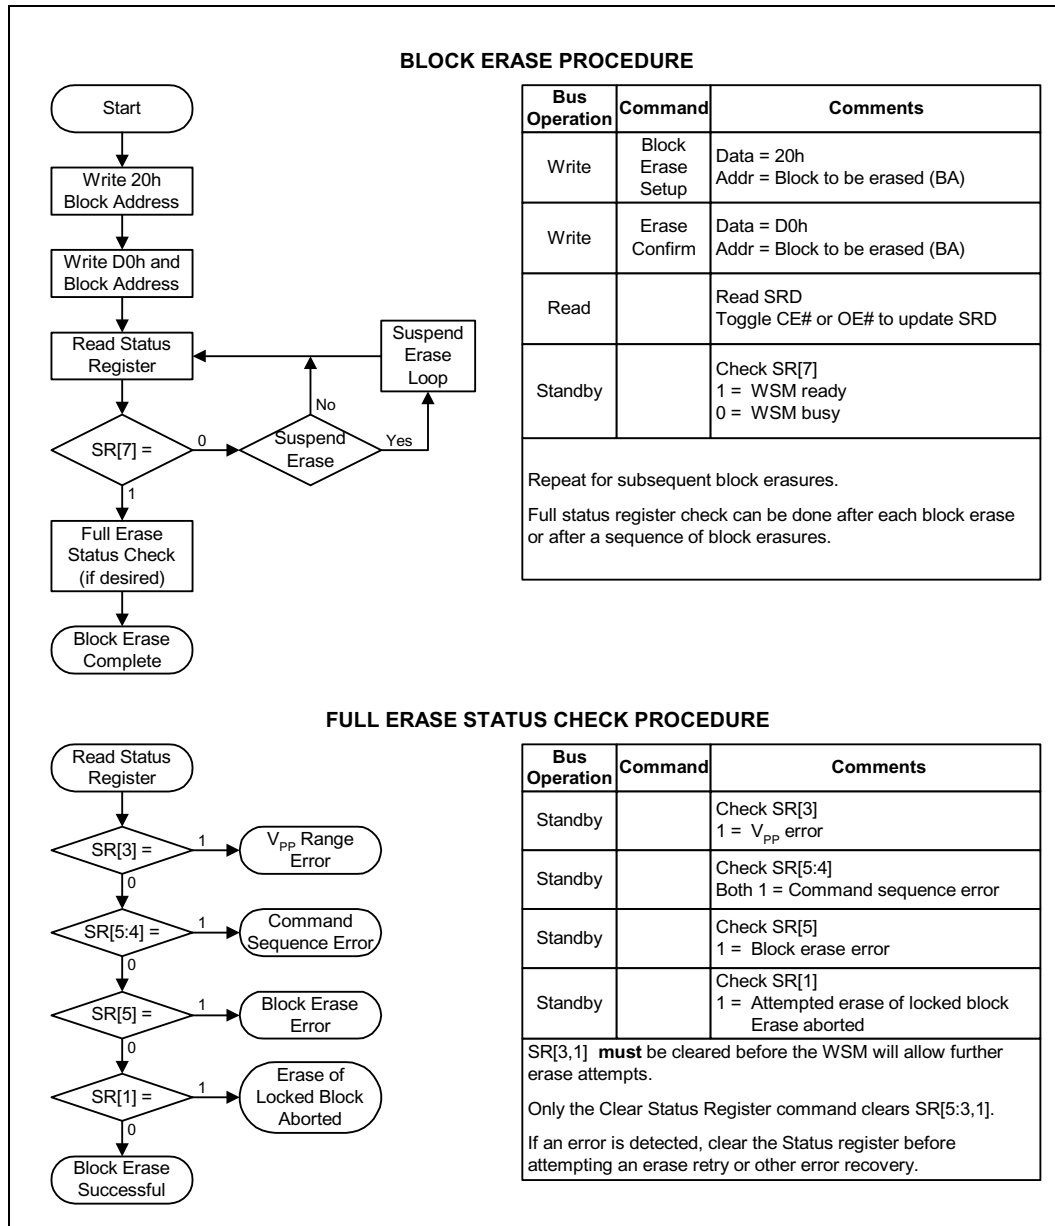 BLOCK ERASE PROCEDURE
Start
Write 20h
Block Address
Write D0h and
Block Address
Read Status
Register
Suspend
Erase
Loop
No
SR[7] =
0
Suspend
Erase
Yes
1
Full Erase
Status Check
(if desired)
Block Erase
Complete
Bus
Operation
Command
Comments
Write
Block
Erase
Setup
Data = 20h
Addr = Block to be erased (BA)
Write
Erase
Confirm
Data = D0h
Addr = Block to be erased (BA)
Read
Read SRD
Toggle CE# or OE# to update SRD
Standby
Check SR[7]
1 = WSM ready
0 = WSM busy
Repeat for subsequent block erasures.
Full status register check can be done after each block erase
or after a sequence of block erasures.
FULL ERASE STATUS CHECK PROCEDURE
Read Status
Register
SR[3] =
1
VPP Range
Error
0
SR[5:4] =
1
Command
Sequence Error
0
SR[5] =
1
Block Erase
Error
0
SR[1] =
1
Erase of
Locked Block
Aborted
0
Block Erase
Successful
Bus
Operation
Command
Comments
Standby
Check SR[3]
1 = VPP error
Standby
Check SR[5:4]
Both 1 = Command sequence error
Standby
Check SR[5]
1 = Block erase error
Standby
Check SR[1]
1 = Attempted erase of locked block
Erase aborted
SR[3,1] must be cleared before the WSM will allow further
erase attempts.
Only the Clear Status Register command clears SR[5:3,1].
If an error is detected, clear the Status register before
attempting an erase retry or other error recovery.